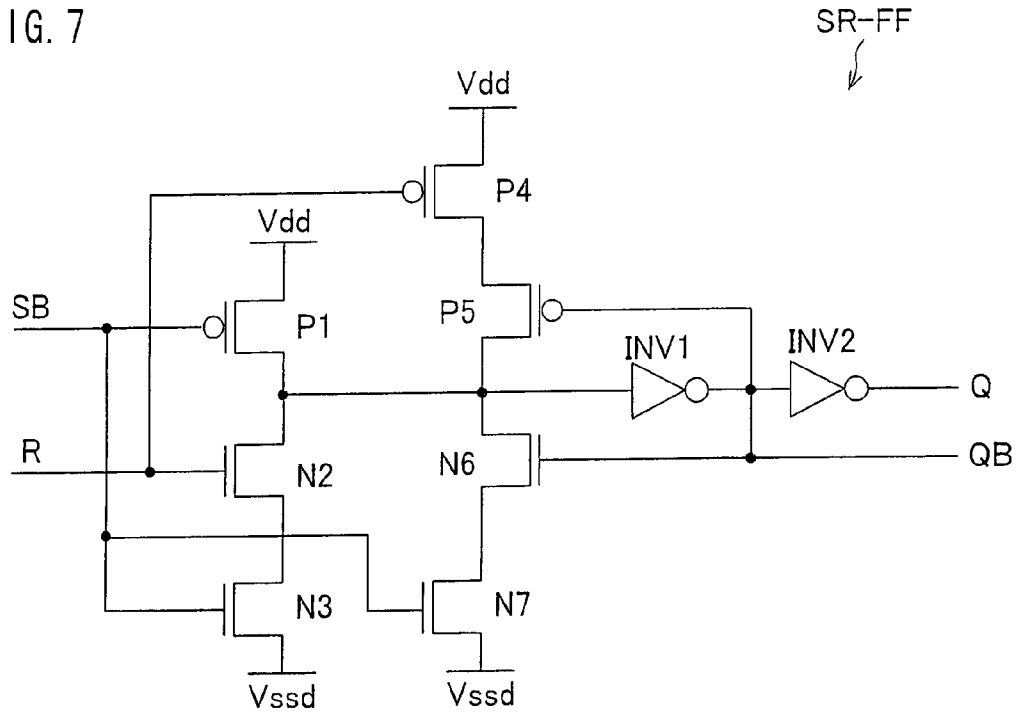 IG. 7
SR-FF
Vdd
P4
Vdd
SB
P1
P5
INV1
INV2
Q
R
N2
N6
QB
N3
N7
Vssd
Vssd